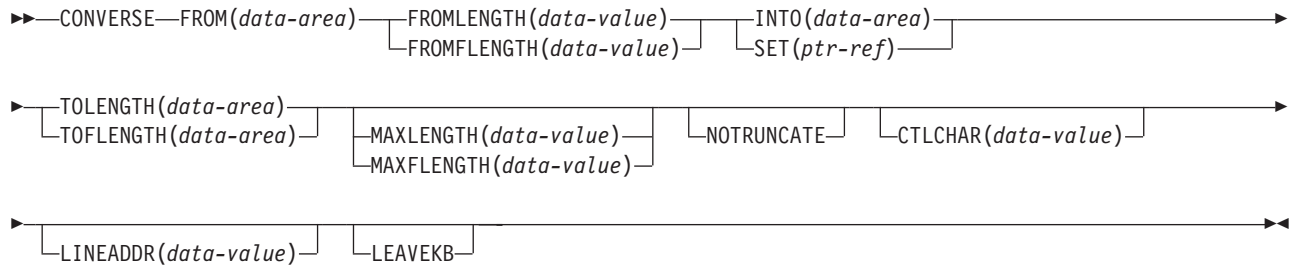 CONVERSE FROM(data-area) FROMLENGTH(data-value) INTO(data-area)
FROMFLENGTH(data-value) SET(ptr-ref)
TOLENGTH(data-area)
TOFLENGTH(data-area) MAXLENGTH(data-value) NOTRUNCATE CTLCHAR(data-value)
MAXFLENGTH(data-value)
LINEADDR(data-value) LEAVEKB